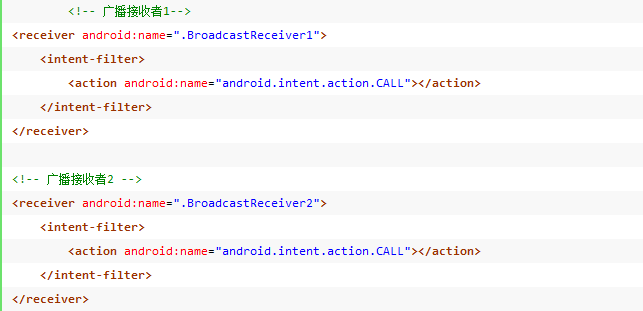 <!-- 广播接收者1-->
<receiver android:name=".BroadcastReceiver1">
<intent-filter>
<action android:name="android.intent.action.CALL"></action>
</intent-filter>
</receiver>
<!-- 广播接收者2 -->
<receiver android:name=".BroadcastReceiver2">
<intent-filter>
<action android:name="android.intent.action.CALL"></action>
</intent-filter>
</receiver>